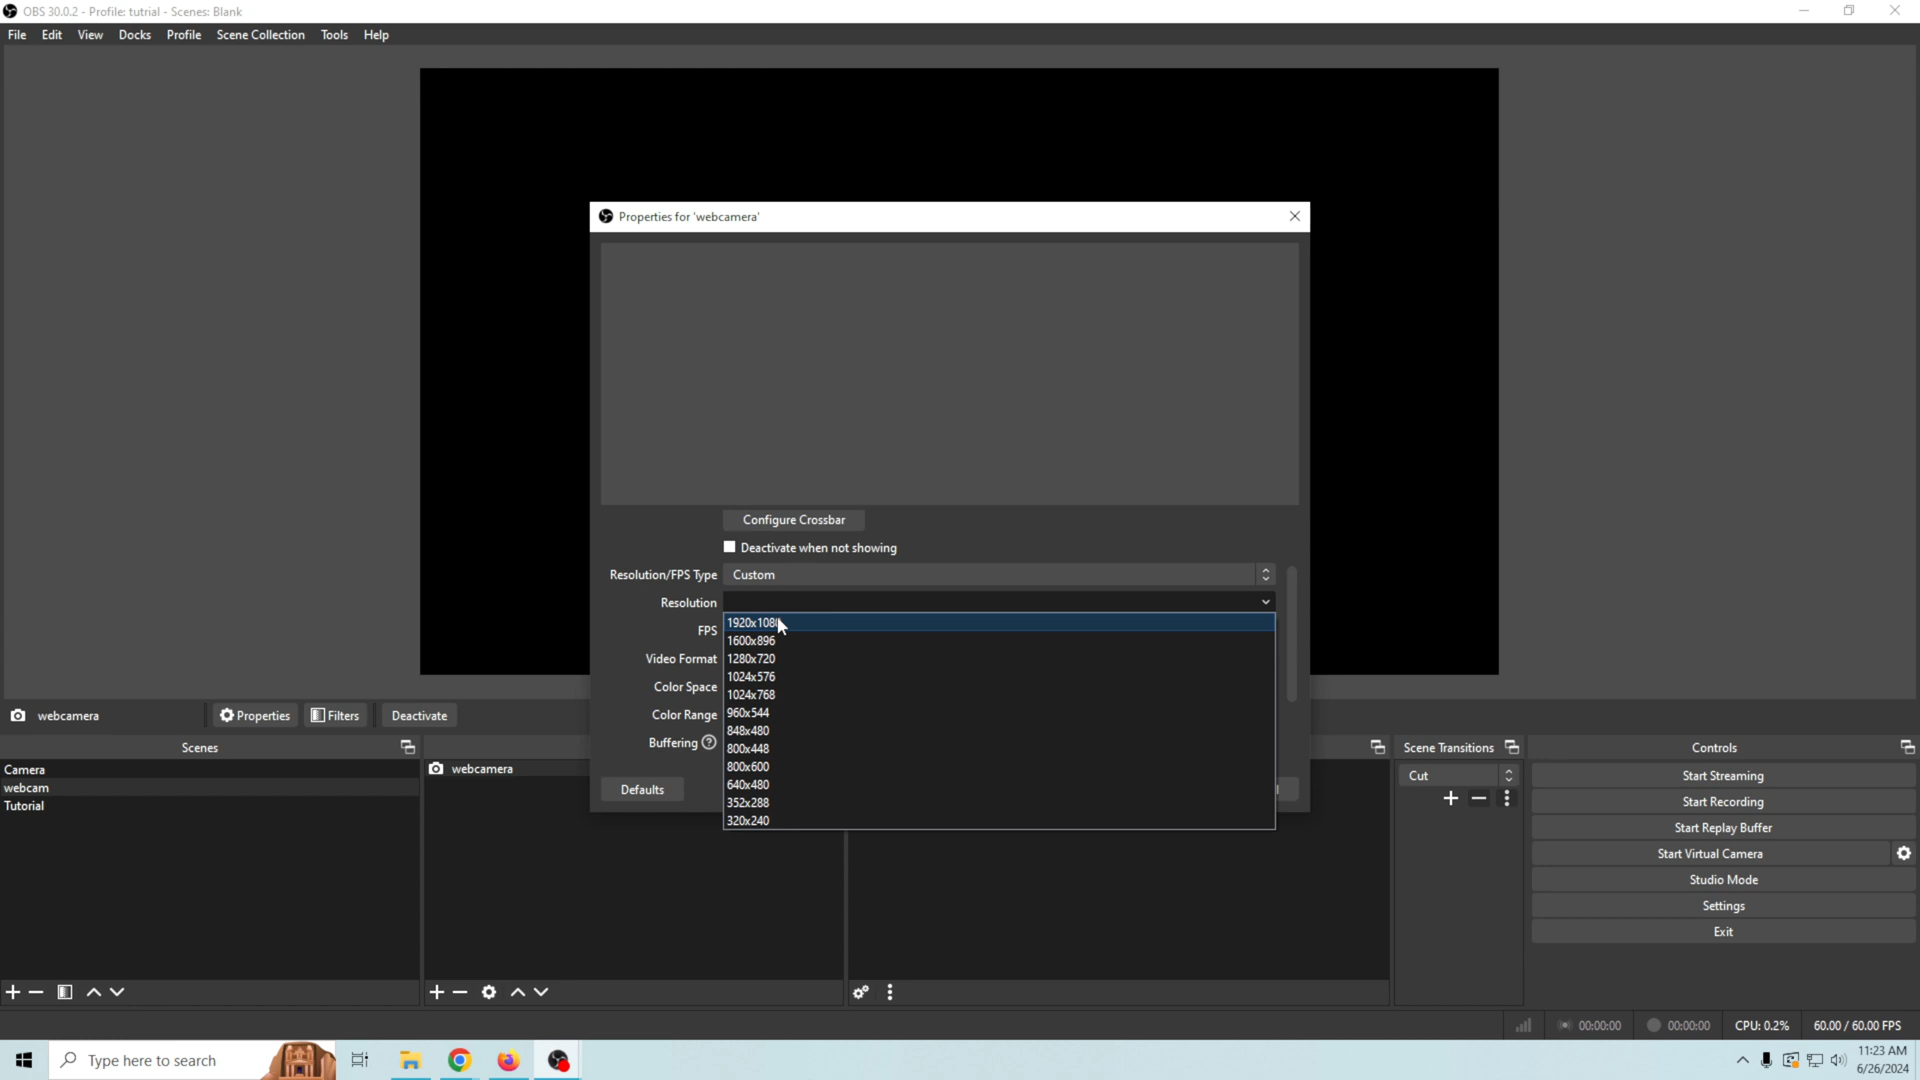 OBS 30.0.2 - Profile: tutrial - Scenes: Blank
File Edit View Docks Profile Scene Collection Tools Help
Properties for 'webcamera'
Configure Crossbar
Deactivate when not showing
Resolution/FPS Type Custom
Resolution
FPS
Video Format
Color Space
Color Range
Buffering
1920x1080
1600x896
1280x720
1024x576
1024x768
960x544
848x480
800x448
800x600
640x480
352x288
320x240
Defaults
webcamera Properties Filters Deactivate
Scenes
Camera
webcam
Tutorial
webcamera
Scene Transitions
Cut
Controls
Start Streaming
Start Recording
Start Replay Buffer
Start Virtual Camera
Studio Mode
Settings
Exit
00:00:00 00:00:00 CPU: 0.2% 60.00 / 60.00 FPS
Type here to search
11:23 AM
6/26/2024